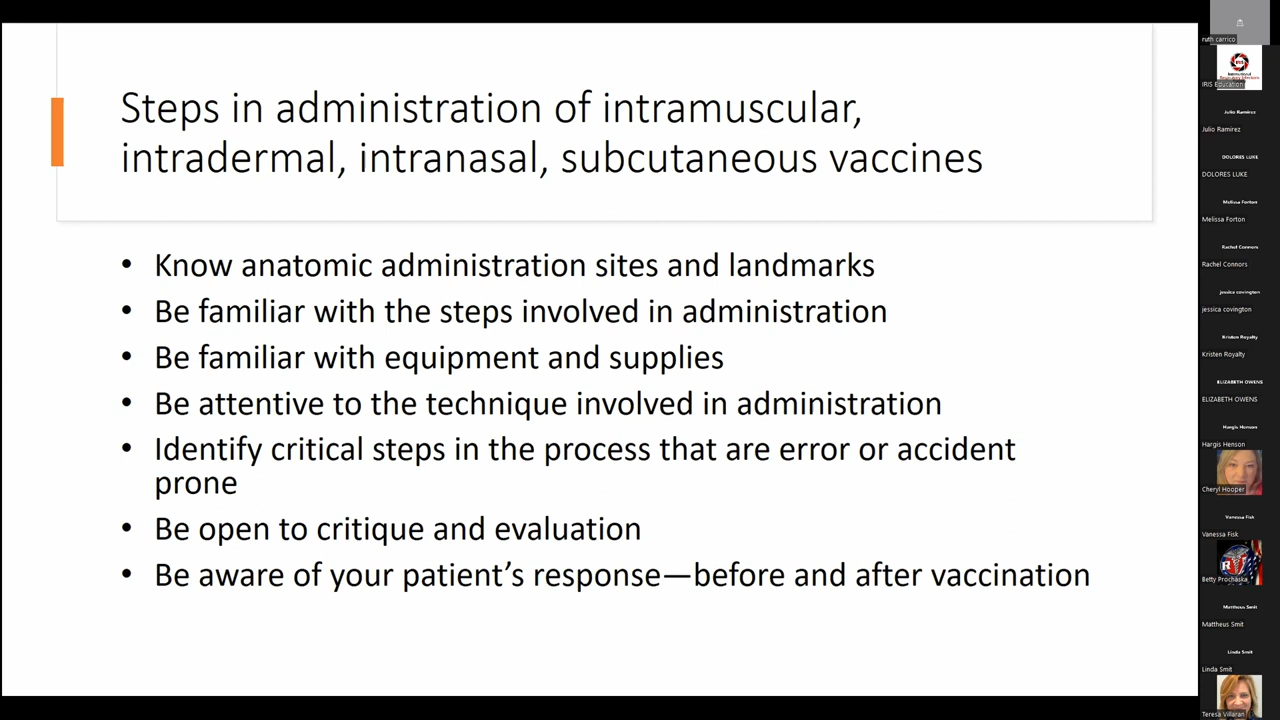 Steps in administration of intramuscular,
intradermal, intranasal, subcutaneous vaccines
• Know anatomic administration sites and landmarks
• Be familiar with the steps involved in administration
• Be familiar with equipment and supplies
• Be attentive to the technique involved in administration
• Identify critical steps in the process that are error or accident
prone
• Be open to critique and evaluation
• Be aware of your patient’s response—before and after vaccination
ruth carrico
IRIS
IRIS Education
Julio Ramirez
Julio Ramirez
DOLORES LUKE
DOLORES LUKE
Melissa Forton
Melissa Forton
Rachel Connors
Rachel Connors
jessica covington
jessica covington
Kristen Royalty
Kristen Royalty
ELIZABETH OWENS
ELIZABETH OWENS
Hargis Henson
Hargis Henson
Cheryl Hooper
Vanessa Fisk
Vanessa Fisk
Betty Prochaska
Mattheus Smit
Mattheus Smit
Linda Smit
Linda Smit
Teresa Villaran